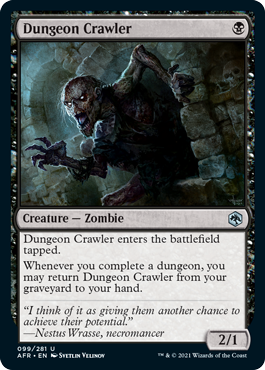 Dungeon Crawler
Creature — Zombie
Dungeon Crawler enters the battlefield
tapped.
Whenever you complete a dungeon, you
may return Dungeon Crawler from your
graveyard to your hand.
“I think of it as giving them another chance to
achieve their potential.”
—Nestus Wrasse, necromancer
2/1
099/281 U
AFR • EN Svetlin Velinov
™ & © 2021 Wizards of the Coast